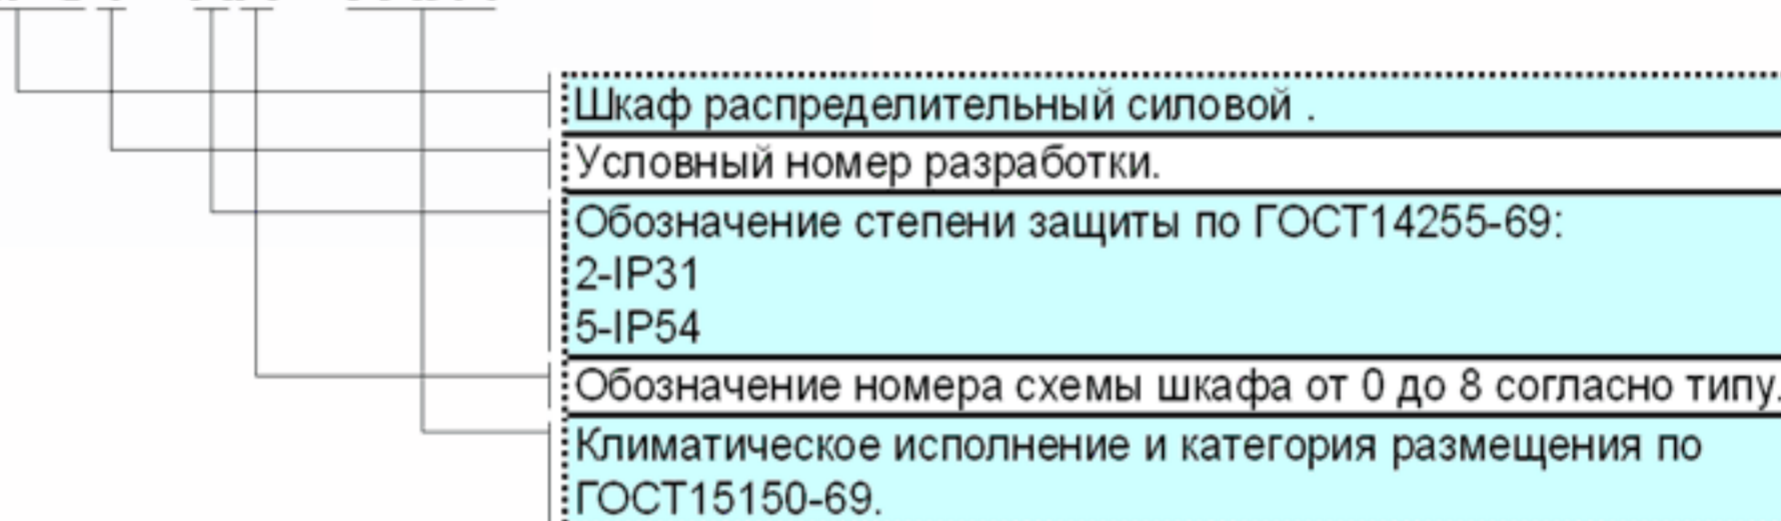 Шкаф распределительный силовой .
Условный номер разработки.
Обозначение степени защиты по ГОСТ14255-69:
2-IP31
5-IP54
Обозначение номера схемы шкафа от 0 до 8 согласно типу.
Климатическое исполнение и категория размещения по
ГОСТ15150-69.